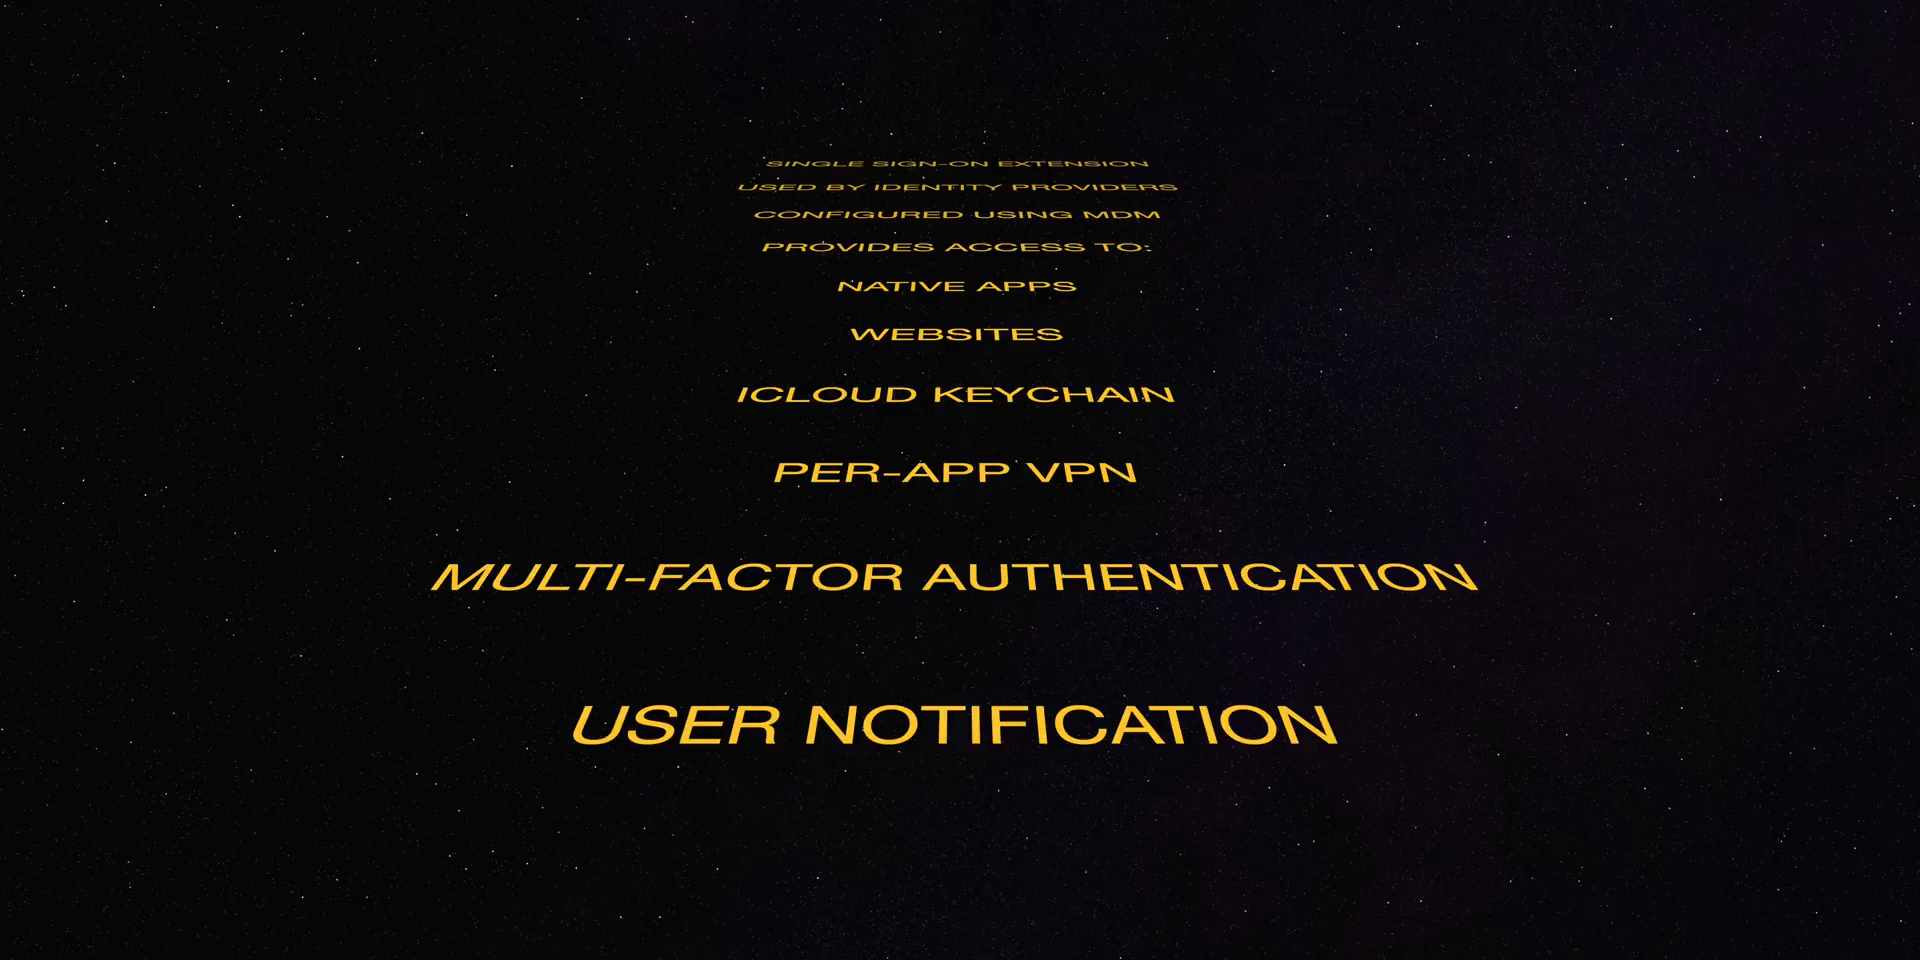 SINGLE SIGN-ON EXTENSION
USED BY IDENTITY PROVIDERS
CONFIGURED USING MDM
PROVIDES ACCESS TO:
NATIVE APPS
WEBSITES
ICLOUD KEYCHAIN
PER-APP VPN
MULTI-FACTOR AUTHENTICATION
USER NOTIFICATION